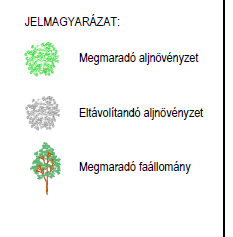 JELMAGYARÁZAT:
Megmaradó aljnövényzet
Eltávolítandó aljnövényzet
Megmaradó faállomány